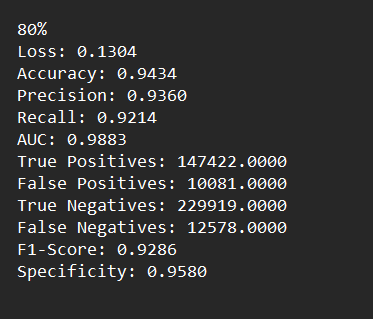 80%
Loss: 0.1304
Accuracy: 0.9434
Precision: 0.9360
Recall: 0.9214
AUC: 0.9883
True Positives: 147422.0000
False Positives: 10081.0000
True Negatives: 229919.0000
False Negatives: 12578.0000
F1-Score: 0.9286
Specificity: 0.9580